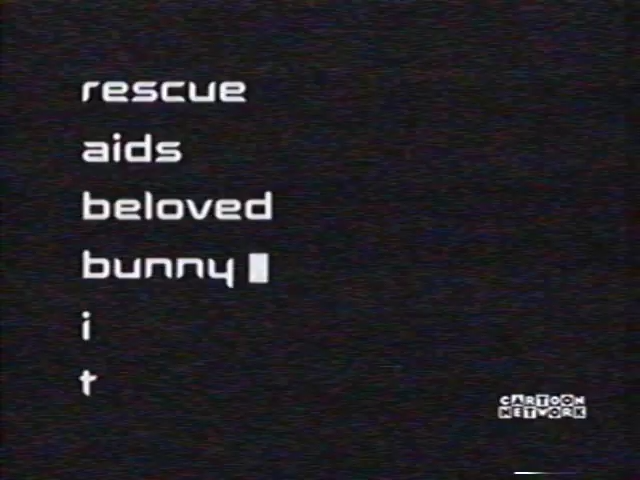 rescue
aids
beloved
bunny
i
t
CARTOON
NETWORK